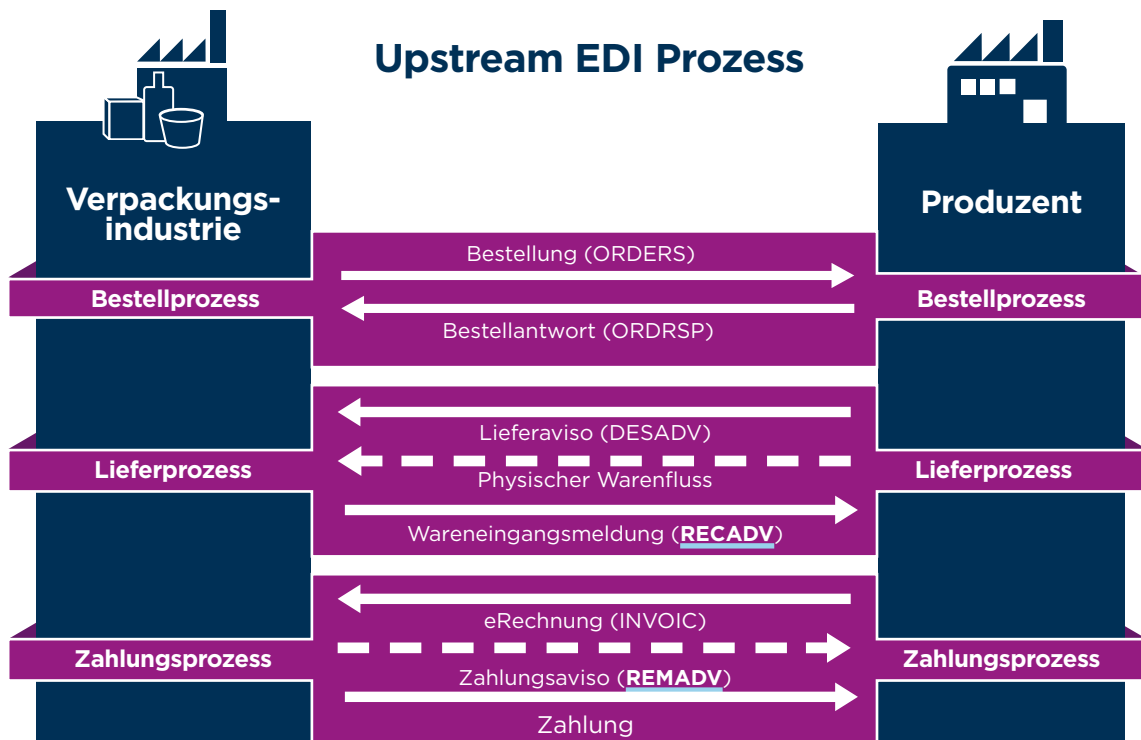 Upstream EDI Prozess
Verpackungs-
industrie
Produzent
Bestellung (ORDERS)
Bestellprozess
Bestellprozess
Bestellantwort (ORDRSP)
Lieferaviso (DESADV)
Lieferprozess
Physischer Warenfluss
Lieferprozess
Wareneingangsmeldung (RECADV)
eRechnung (INVOIC)
Zahlungsprozess
Zahlungsprozess
Zahlungsaviso (REMADV)
Zahlung